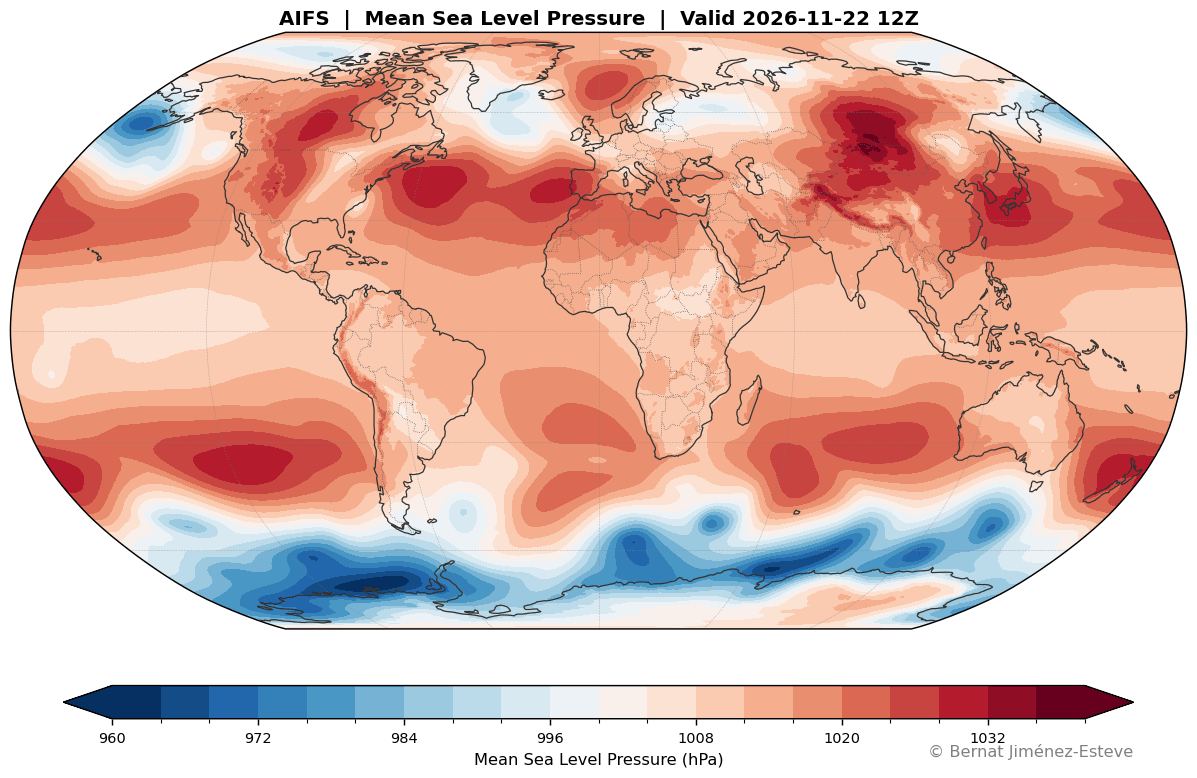 AIFS | Mean Sea Level Pressure | Valid 2026-11-22 12Z
960 972 984 996 1008 1020 1032
Mean Sea Level Pressure (hPa)
© Bernat Jiménez-Esteve